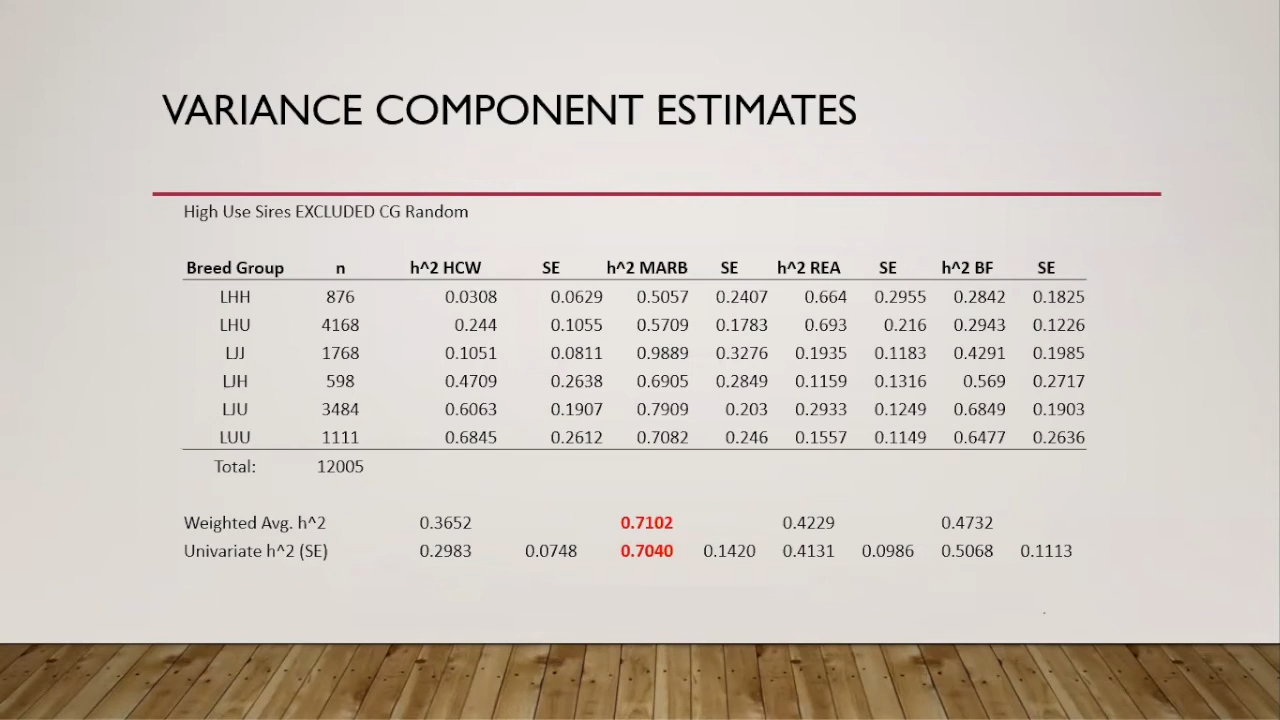 VARIANCE COMPONENT ESTIMATES
High Use Sires EXCLUDED CG Random
Breed Group n h^2 HCW SE h^2 MARB SE h^2 REA SE h^2 BF SE
LHH 876 0.0308 0.0629 0.5057 0.2407 0.664 0.2955 0.2842 0.1825
LHU 4168 0.244 0.1055 0.5709 0.1783 0.693 0.216 0.2943 0.1226
LJJ 1768 0.1051 0.0811 0.9889 0.3276 0.1935 0.1183 0.4291 0.1985
LJH 598 0.4709 0.2638 0.6905 0.2849 0.1159 0.1316 0.569 0.2717
LJU 3484 0.6063 0.1907 0.7909 0.203 0.2933 0.1249 0.6849 0.1903
LUU 1111 0.6845 0.2612 0.7082 0.246 0.1557 0.1149 0.6477 0.2636
Total: 12005
Weighted Avg. h^2 0.3652 0.7102 0.4229 0.4732
Univariate h^2 (SE) 0.2983 0.0748 0.7040 0.1420 0.4131 0.0986 0.5068 0.1113